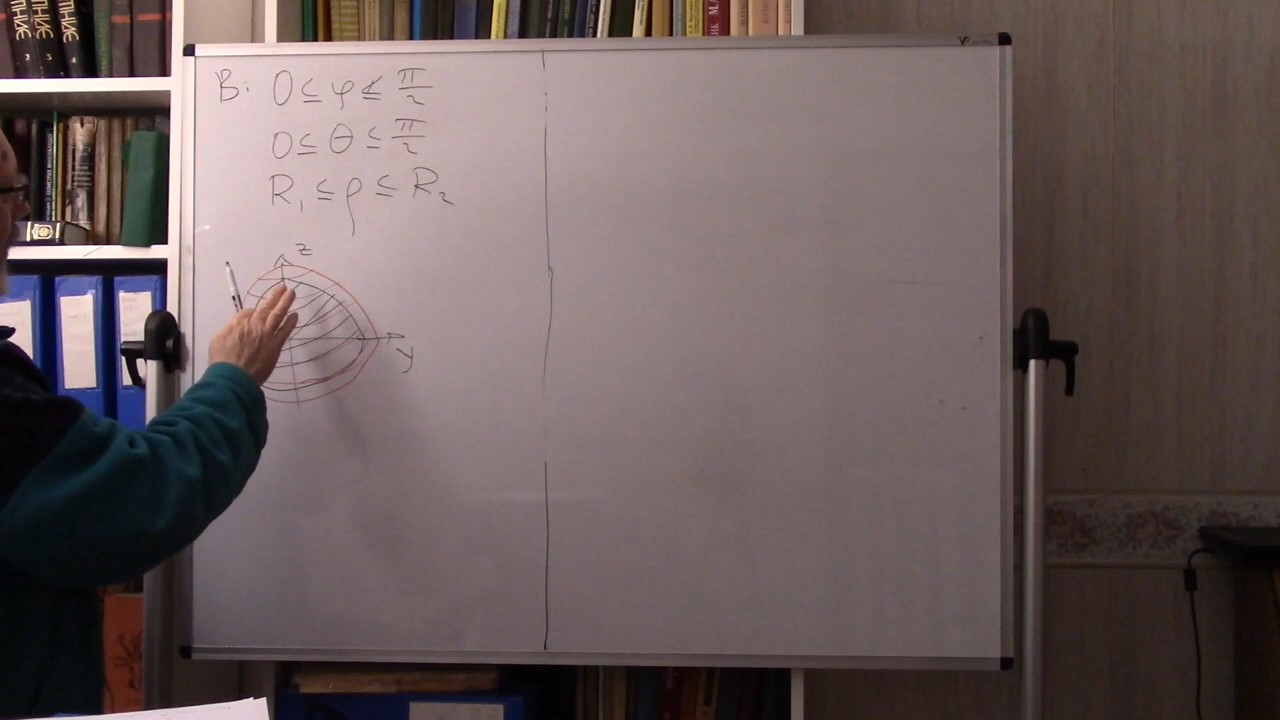 B: 0 ≤ φ ≤ π/2
0 ≤ θ ≤ π/2
R₁ ≤ ρ ≤ R₂
z
y